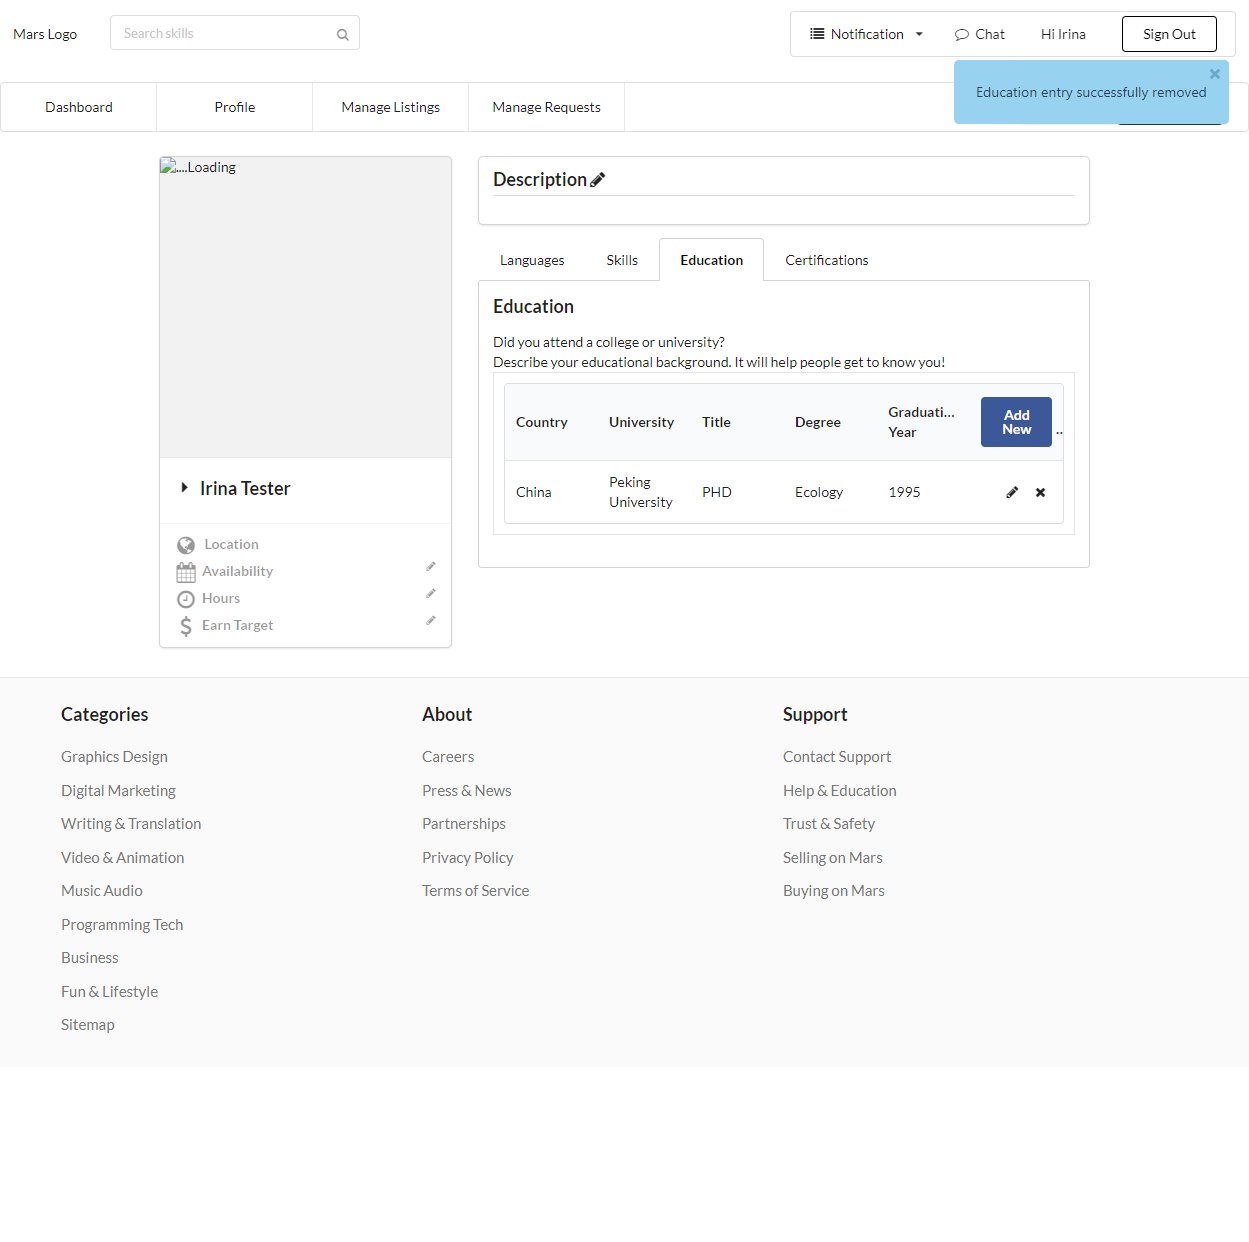 Mars Logo
Search skills
Notification
Chat
Hi Irina
Sign Out
Education entry successfully removed
Dashboard
Profile
Manage Listings
Manage Requests
....Loading
Irina Tester
Location
Availability
Hours
Earn Target
Description
Languages
Skills
Education
Certifications
Education
Did you attend a college or university?
Describe your educational background. It will help people get to know you!
Country
University
Title
Degree
Graduati...
Year
Add
New
..
China
Peking
University
PHD
Ecology
1995
Categories
Graphics Design
Digital Marketing
Writing & Translation
Video & Animation
Music Audio
Programming Tech
Business
Fun & Lifestyle
Sitemap
About
Careers
Press & News
Partnerships
Privacy Policy
Terms of Service
Support
Contact Support
Help & Education
Trust & Safety
Selling on Mars
Buying on Mars